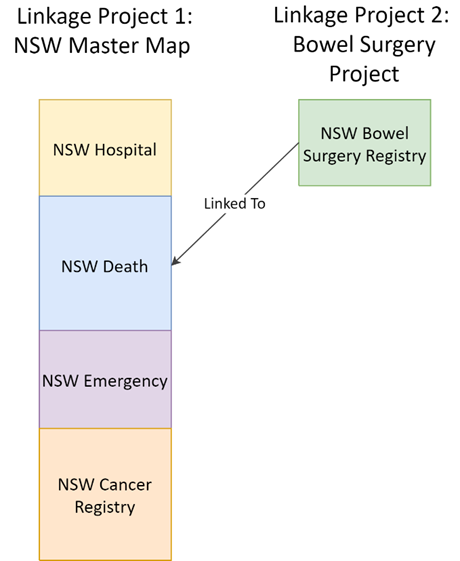 Linkage Project 1:
NSW Master Map
Linkage Project 2:
Bowel Surgery
Project
NSW Hospital
NSW Bowel
Surgery Registry
Linked To
NSW Death
NSW Emergency
NSW Cancer
Registry